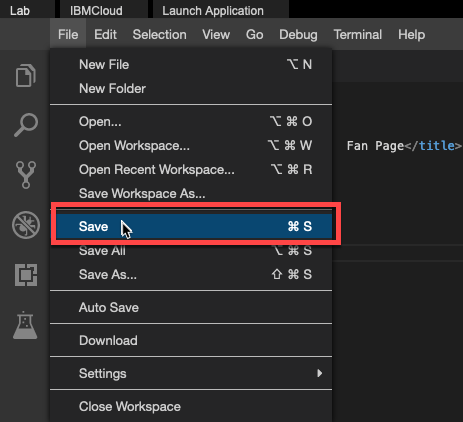 Lab IBMCloud Launch Application
File Edit Selection View Go Debug Terminal Help
New File ⌥ N
New Folder
Open... ⌥ ⌘ O
Open Workspace... ⌥ ⌘ W
Fan Page</title>
Open Recent Workspace... ⌥ ⌘ R
Save Workspace As...
Save ⌘ S
Save All ⌥ ⌘ S
Save As... ⇧ ⌘ S
Auto Save
Download
Settings
Close Workspace